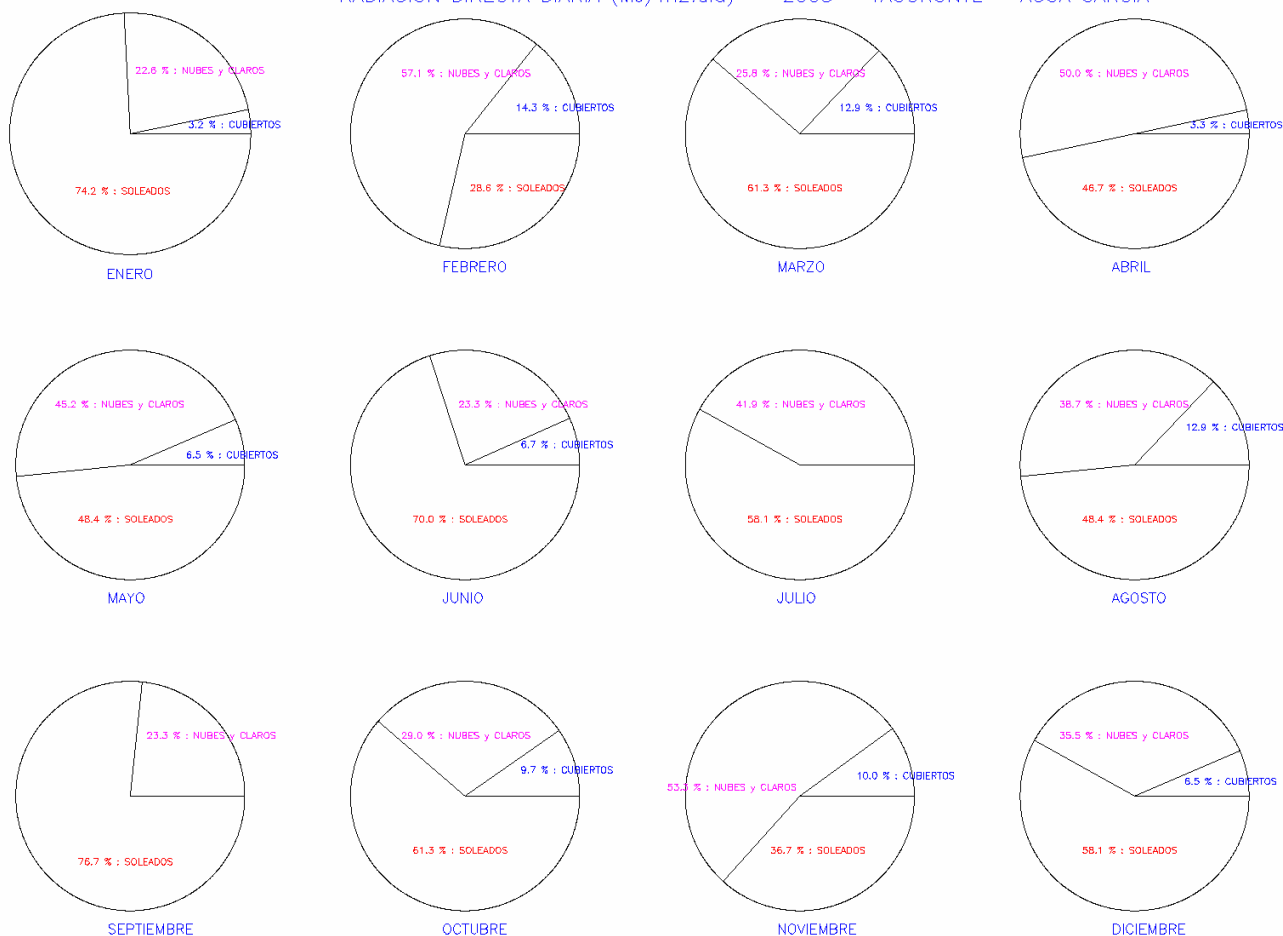 RADIACION DIRECTA DIARIA
22.6 % : NUBES y CLAROS
3.2 % : CUBIERTOS
74.2 % : SOLEADOS
ENERO
57.1 % : NUBES y CLAROS
14.3 % : CUBIERTOS
28.6 % : SOLEADOS
FEBRERO
25.8 % : NUBES y CLAROS
12.9 % : CUBIERTOS
61.3 % : SOLEADOS
MARZO
50.0 % : NUBES y CLAROS
3.3 % : CUBIERTOS
46.7 % : SOLEADOS
ABRIL
45.2 % : NUBES y CLAROS
6.5 % : CUBIERTOS
48.4 % : SOLEADOS
MAYO
23.3 % : NUBES y CLAROS
6.7 % : CUBIERTOS
70.0 % : SOLEADOS
JUNIO
41.9 % : NUBES y CLAROS
58.1 % : SOLEADOS
JULIO
38.7 % : NUBES y CLAROS
12.9 % : CUBIERTOS
48.4 % : SOLEADOS
AGOSTO
23.3 % : NUBES y CLAROS
76.7 % : SOLEADOS
SEPTIEMBRE
29.0 % : NUBES y CLAROS
9.7 % : CUBIERTOS
61.3 % : SOLEADOS
OCTUBRE
53.3 % : NUBES y CLAROS
10.0 % : CUBIERTOS
36.7 % : SOLEADOS
NOVIEMBRE
35.5 % : NUBES y CLAROS
6.5 % : CUBIERTOS
58.1 % : SOLEADOS
DICIEMBRE